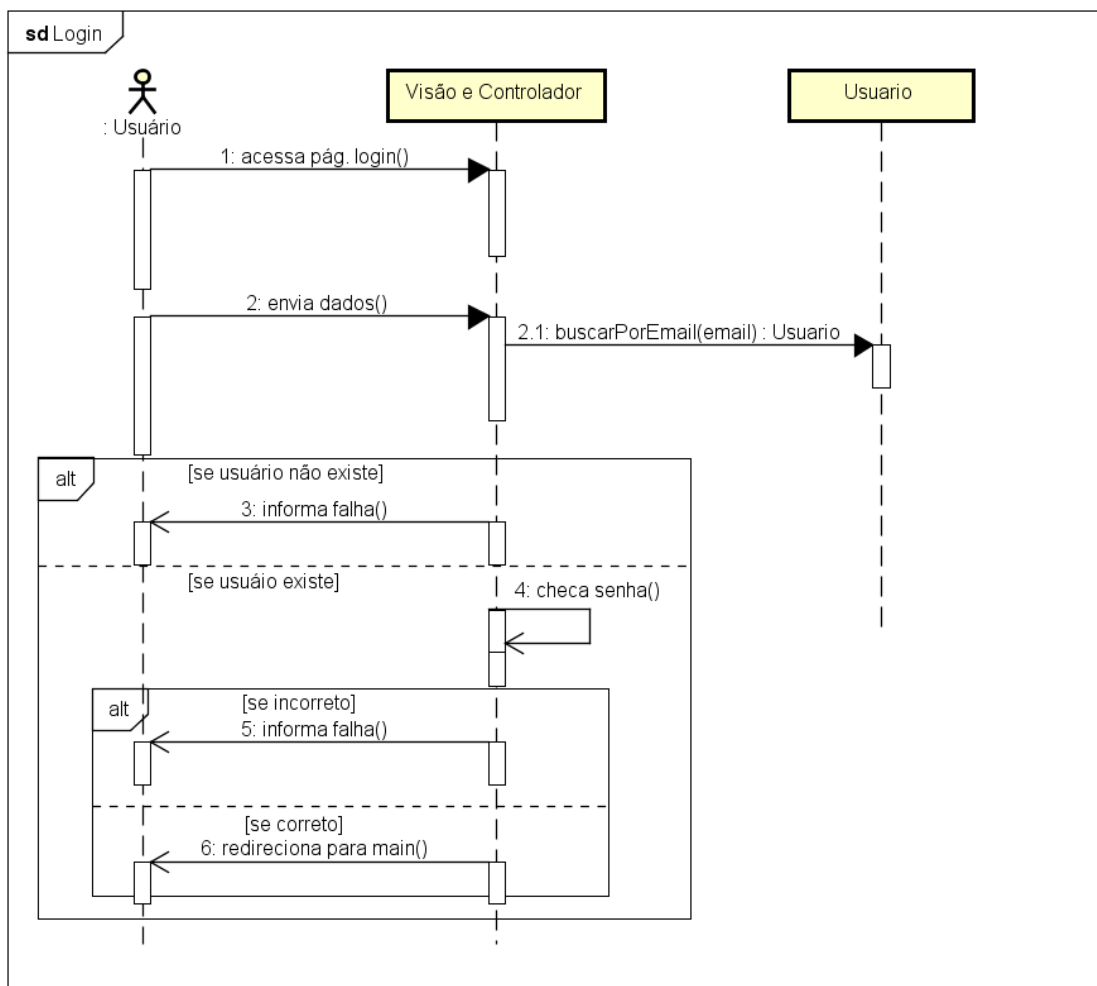 sd Login
: Usuário
Visão e Controlador
Usuario
1: acessa pág. login()
2: envia dados()
2.1: buscarPorEmail(email) : Usuario
alt
[se usuário não existe]
3: informa falha()
[se usuáio existe]
4: checa senha()
alt
[se incorreto]
5: informa falha()
[se correto]
6: redireciona para main()